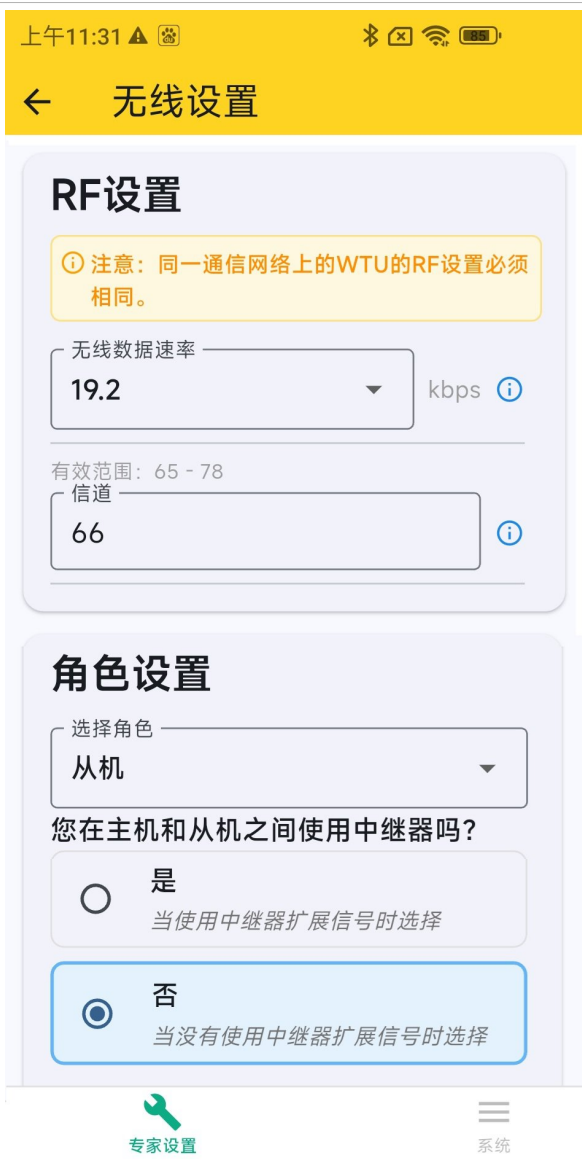 上午11:31
85
无线设置
RF设置
注意：同一通信网络上的WTU的RF设置必须
相同。
无线数据速率
19.2
kbps
有效范围：65 - 78
信道
66
角色设置
选择角色
从机
您在主机和从机之间使用中继器吗?
是
当使用中继器扩展信号时选择
否
当没有使用中继器扩展信号时选择
专家设置
系统